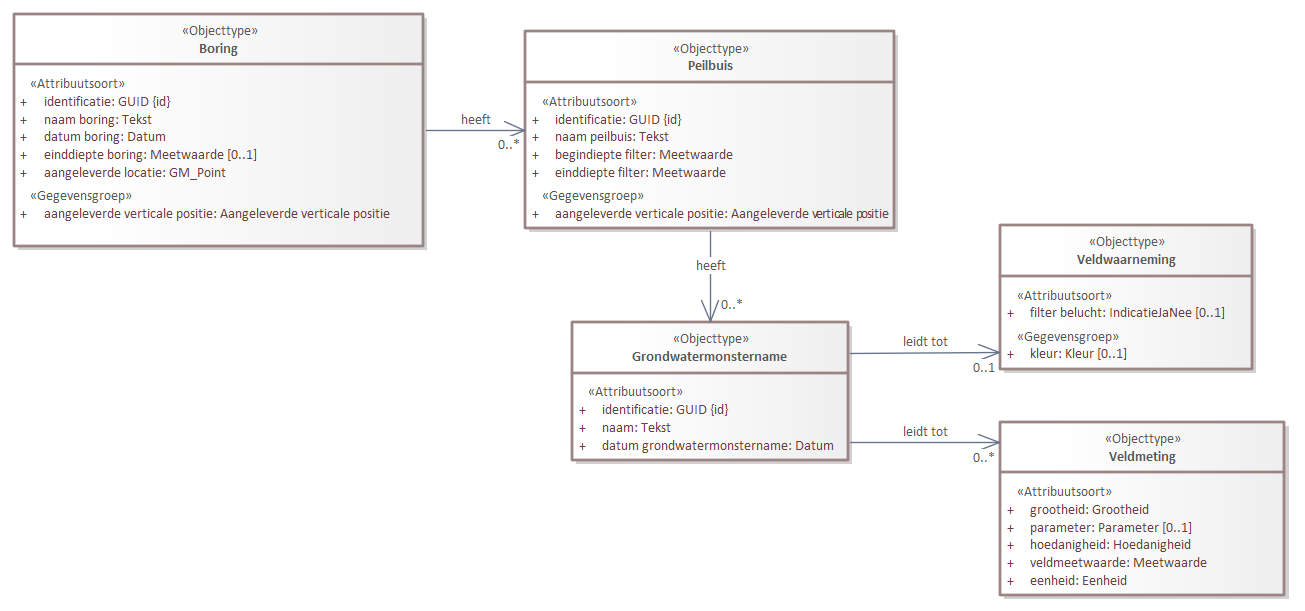 «Objecttype»
Boring
«Attribuutsoort»
+ identificatie: GUID {id}
+ naam boring: Tekst
+ datum boring: Datum
+ einddiepte boring: Meetwaarde [0..1]
+ aangeleverde locatie: GM_Point
«Gegevensgroep»
+ aangeleverde verticale positie: Aangeleverde verticale positie
heeft
0..*
«Objecttype»
Peilbuis
«Attribuutsoort»
+ identificatie: GUID {id}
+ naam peilbuis: Tekst
+ begindiepte filter: Meetwaarde
+ einddiepte filter: Meetwaarde
«Gegevensgroep»
+ aangeleverde verticale positie: Aangeleverde verticale positie
heeft
0..*
«Objecttype»
Grondwatermonstername
«Attribuutsoort»
+ identificatie: GUID {id}
+ naam: Tekst
+ datum grondwatermonstername: Datum
leidt tot
0..1
«Objecttype»
Veldwaarneming
«Attribuutsoort»
+ filter belucht: IndicatieJaNee [0..1]
«Gegevensgroep»
+ kleur: Kleur [0..1]
leidt tot
0..*
«Objecttype»
Veldmeting
«Attribuutsoort»
+ grootheid: Grootheid
+ parameter: Parameter [0..1]
+ hoedanigheid: Hoedanigheid
+ veldmeetwaarde: Meetwaarde
+ eenheid: Eenheid